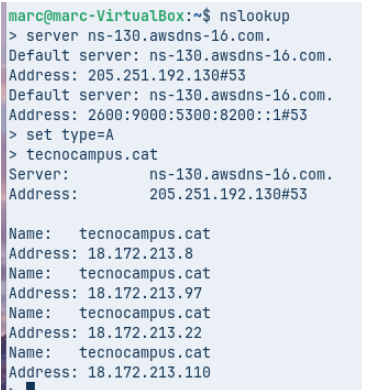 marc@marc-VirtualBox:~$ nslookup
> server ns-130.awsdns-16.com.
Default server: ns-130.awsdns-16.com.
Address: 205.251.192.130#53
Default server: ns-130.awsdns-16.com.
Address: 2600:9000:5300:8200::1#53
> set type=A
> tecnocampus.cat
Server:         ns-130.awsdns-16.com.
Address:        205.251.192.130#53

Name:   tecnocampus.cat
Address: 18.172.213.8
Name:   tecnocampus.cat
Address: 18.172.213.97
Name:   tecnocampus.cat
Address: 18.172.213.22
Name:   tecnocampus.cat
Address: 18.172.213.110
>